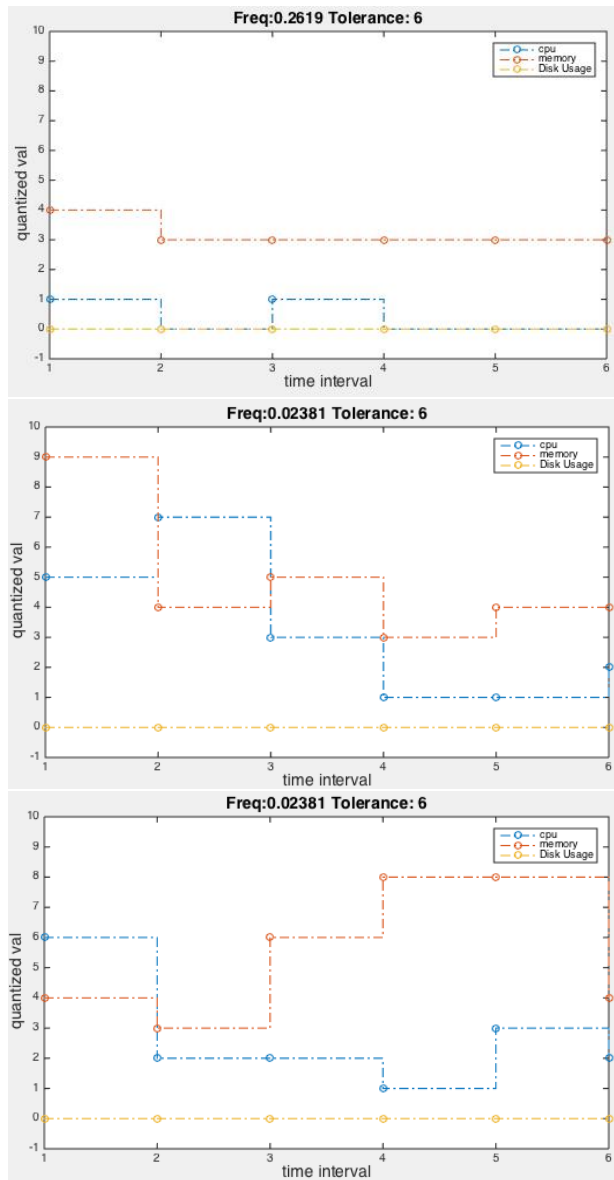 Freq:0.2619 Tolerance: 6
cpu
memory
Disk Usage
10
9
8
7
6
5
4
3
2
1
0
-1
quantized val
1 2 3 4 5 6
time interval
Freq:0.02381 Tolerance: 6
cpu
memory
Disk Usage
10
9
8
7
6
5
4
3
2
1
0
-1
quantized val
1 2 3 4 5 6
time interval
Freq:0.02381 Tolerance: 6
cpu
memory
Disk Usage
10
9
8
7
6
5
4
3
2
1
0
-1
quantized val
1 2 3 4 5 6
time interval